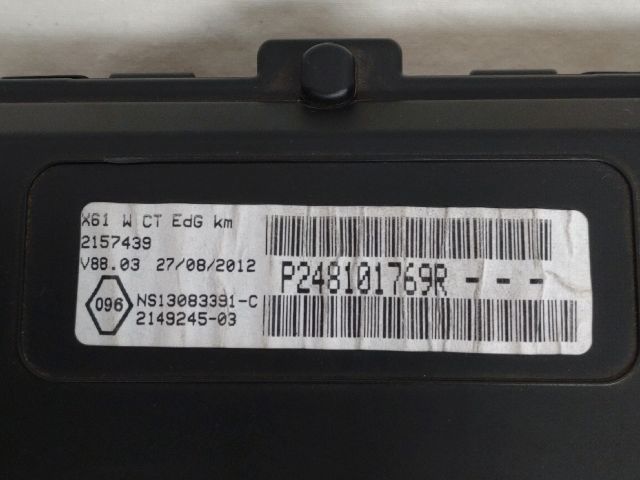 X61 W CT EdG km
2157439
V88.03 27/08/2012
P248101769R - - -
096
NS13083391-C
2149245-03